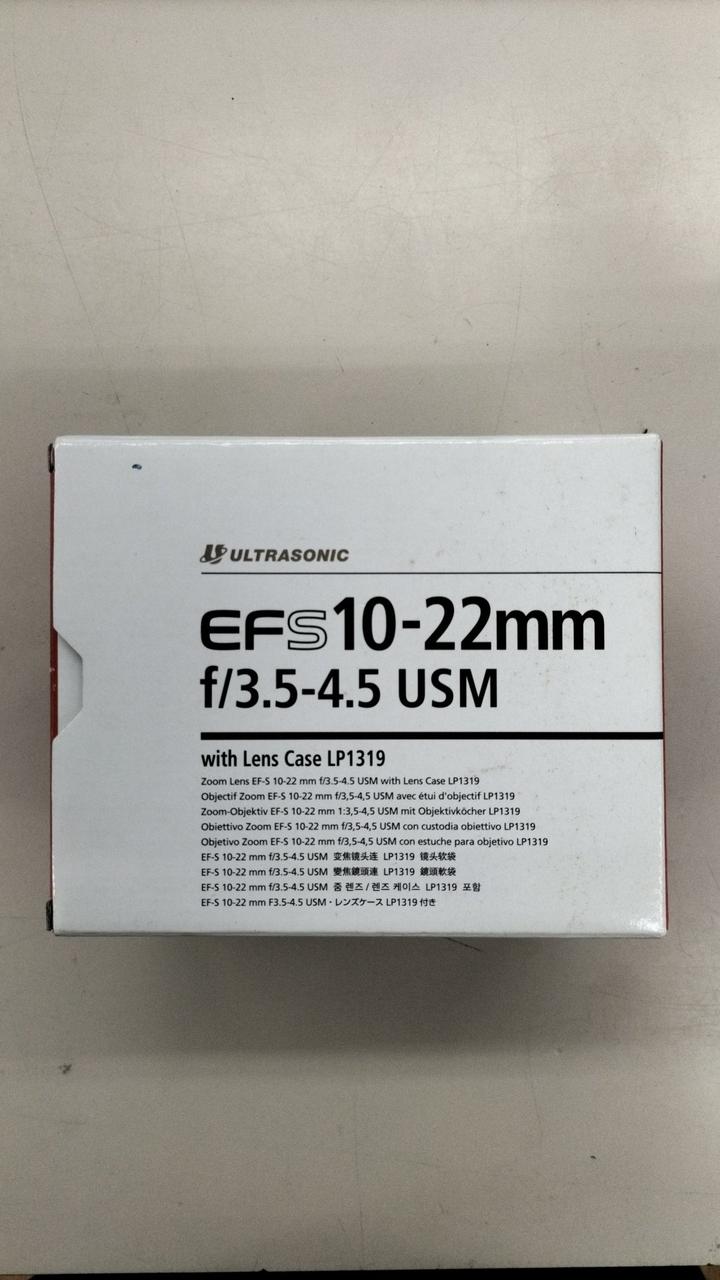 ULTRASONIC
EFS10-22mm
f/3.5-4.5 USM
with Lens Case LP1319
Zoom Lens EF-S 10-22 mm f/3.5-4.5 USM with Lens Case LP1319
Objectif Zoom EF-S 10-22 mm f/3,5-4,5 USM avec étui d'objectif LP1319
Zoom-Objektiv EF-S 10-22 mm 1:3,5-4,5 USM mit Objektivköcher LP1319
Obiettivo Zoom EF-S 10-22 mm f/3,5-4,5 USM con custodia obiettivo LP1319
Objetivo Zoom EF-S 10-22 mm f/3,5-4,5 USM con estuche para objetivo LP1319
EF-S 10-22 mm f/3.5-4.5 USM 变焦镜头连 LP1319 镜头软袋
EF-S 10-22 mm f/3.5-4.5 USM 變焦鏡頭連 LP1319 鏡頭軟袋
EF-S 10-22 mm f/3.5-4.5 USM 줌 렌즈 / 렌즈 케이스 LP1319 포함
EF-S 10-22 mm F3.5-4.5 USM・レンズケース LP1319 付き